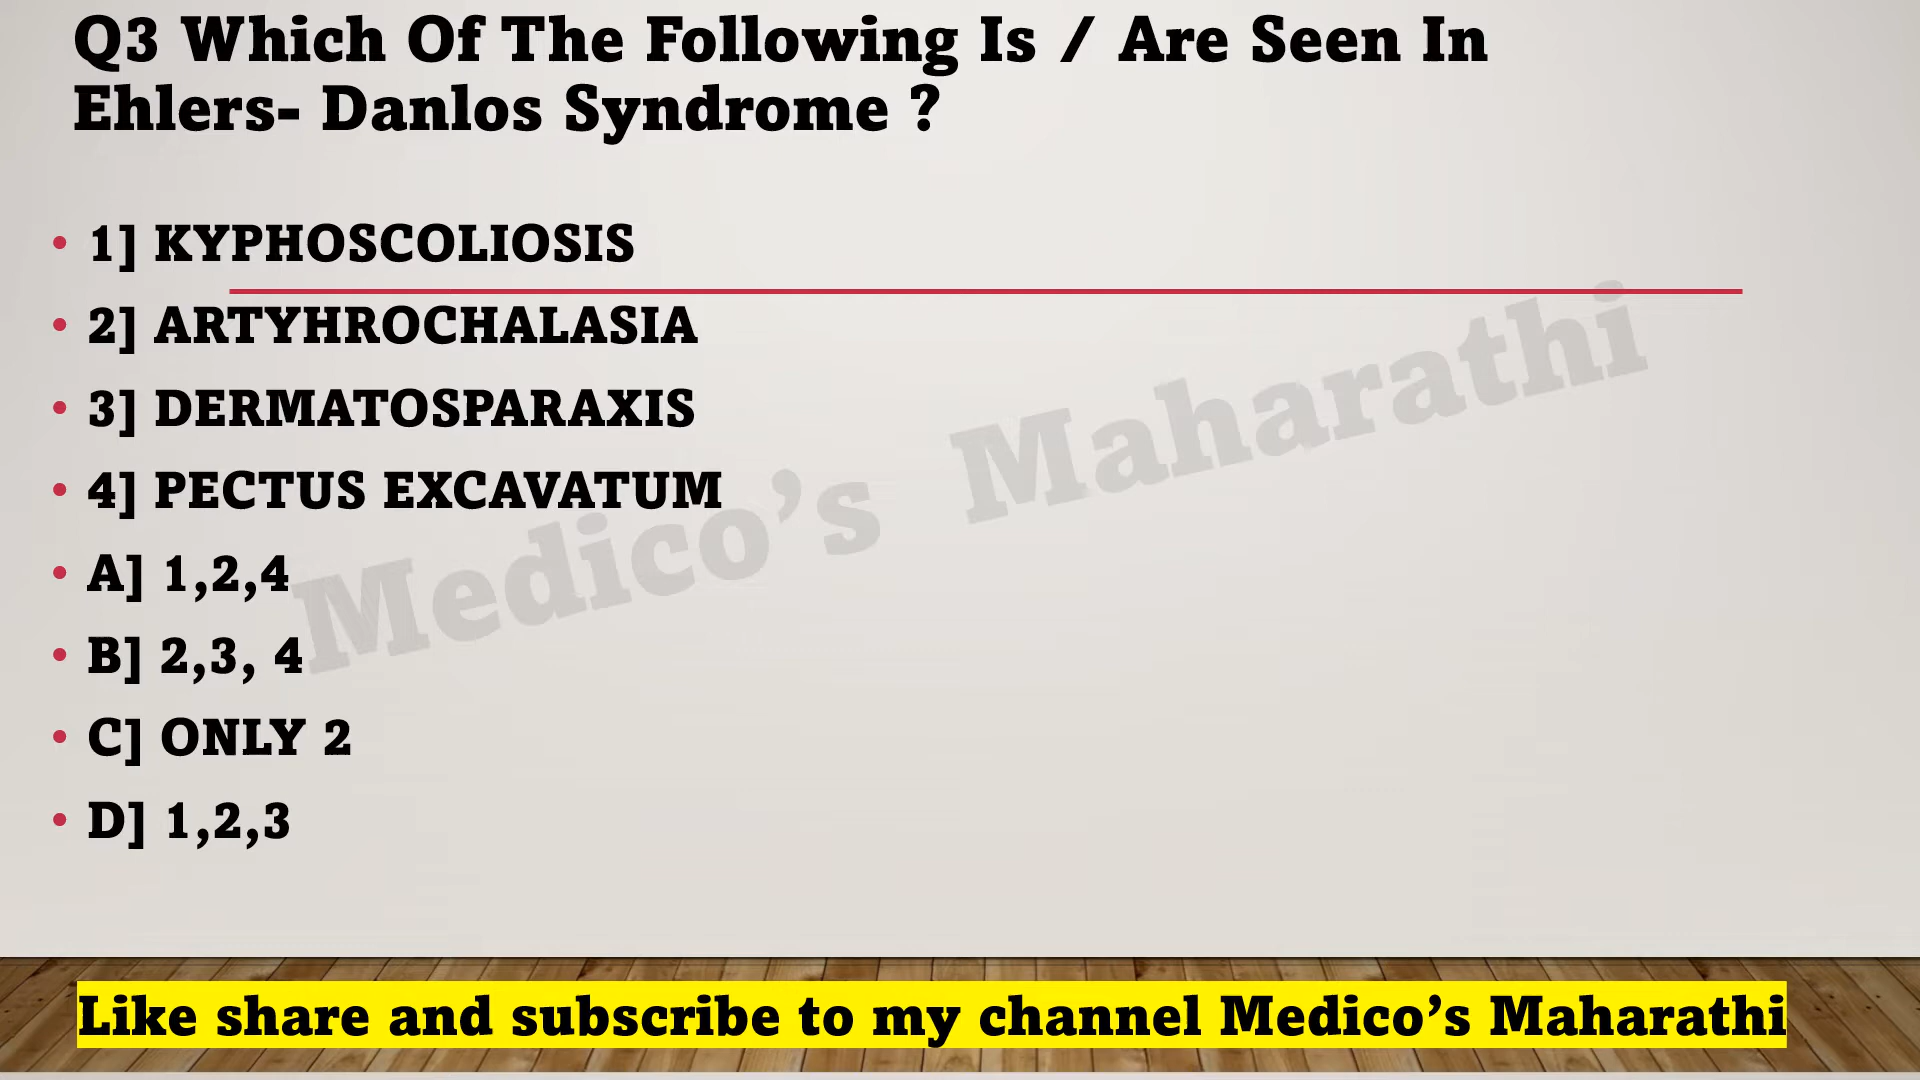 Q3 Which Of The Following Is / Are Seen In
Ehlers- Danlos Syndrome ?
• 1] KYPHOSCOLIOSIS
• 2] ARTYHROCHALASIA
• 3] DERMATOSPARAXIS
• 4] PECTUS EXCAVATUM
• A] 1,2,4
• B] 2,3, 4
• C] ONLY 2
• D] 1,2,3
Medico’s Maharathi
Like share and subscribe to my channel Medico’s Maharathi